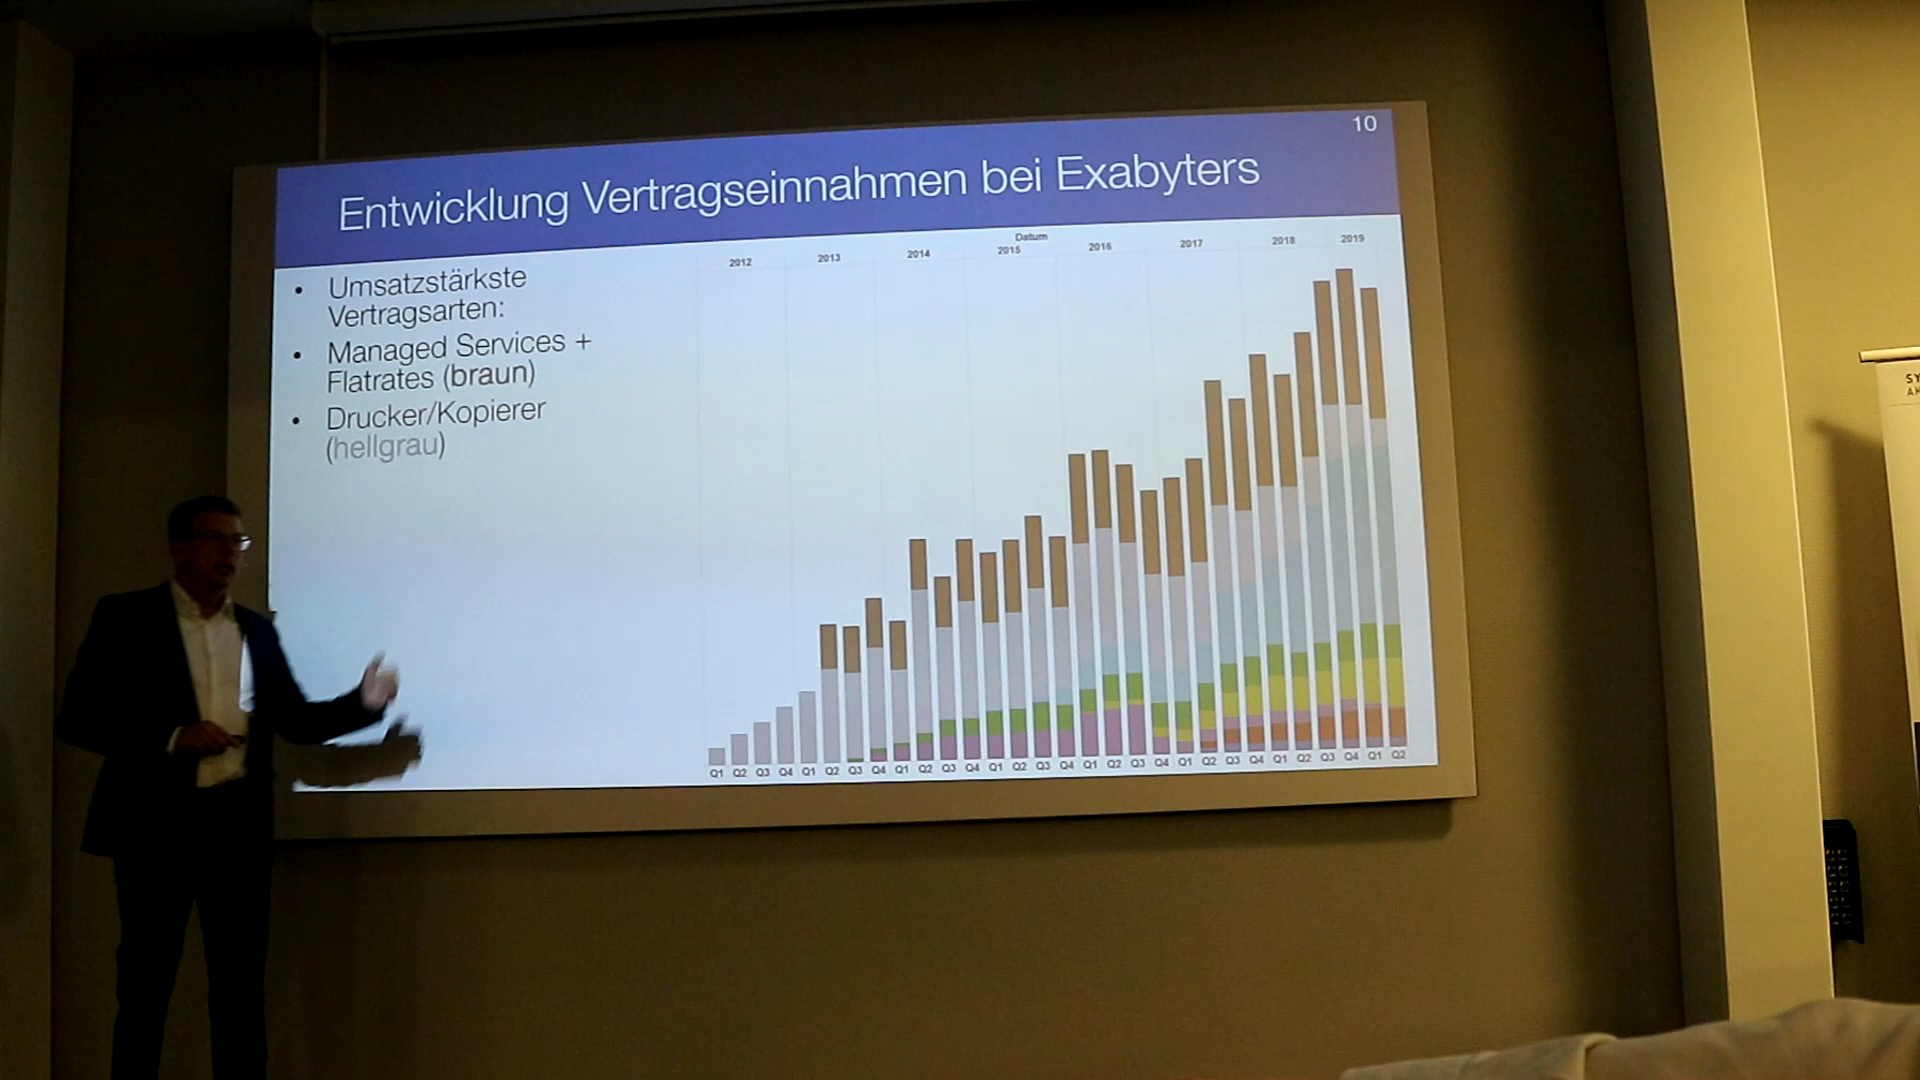 10
Entwicklung Vertragseinnahmen bei Exabyters
• Umsatzstärkste
Vertragsarten:
• Managed Services +
Flatrates (braun)
• Drucker/Kopierer
(hellgrau)
Datum
2012 2013 2014 2015 2016 2017 2018 2019
Q1 Q2 Q3 Q4 Q1 Q2 Q3 Q4 Q1 Q2 Q3 Q4 Q1 Q2 Q3 Q4 Q1 Q2 Q3 Q4 Q1 Q2 Q3 Q4 Q1 Q2 Q3 Q4 Q1 Q2